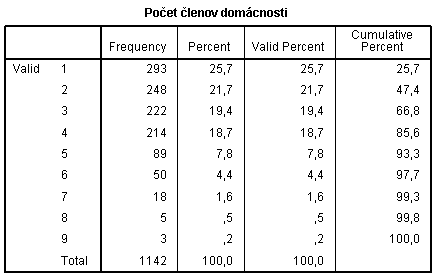 Počet členov domácnosti
Frequency Percent Valid Percent Cumulative Percent
Valid 1 293 25,7 25,7 25,7
2 248 21,7 21,7 47,4
3 222 19,4 19,4 66,8
4 214 18,7 18,7 85,6
5 89 7,8 7,8 93,3
6 50 4,4 4,4 97,7
7 18 1,6 1,6 99,3
8 5 ,5 ,5 99,8
9 3 ,2 ,2 100,0
Total 1142 100,0 100,0